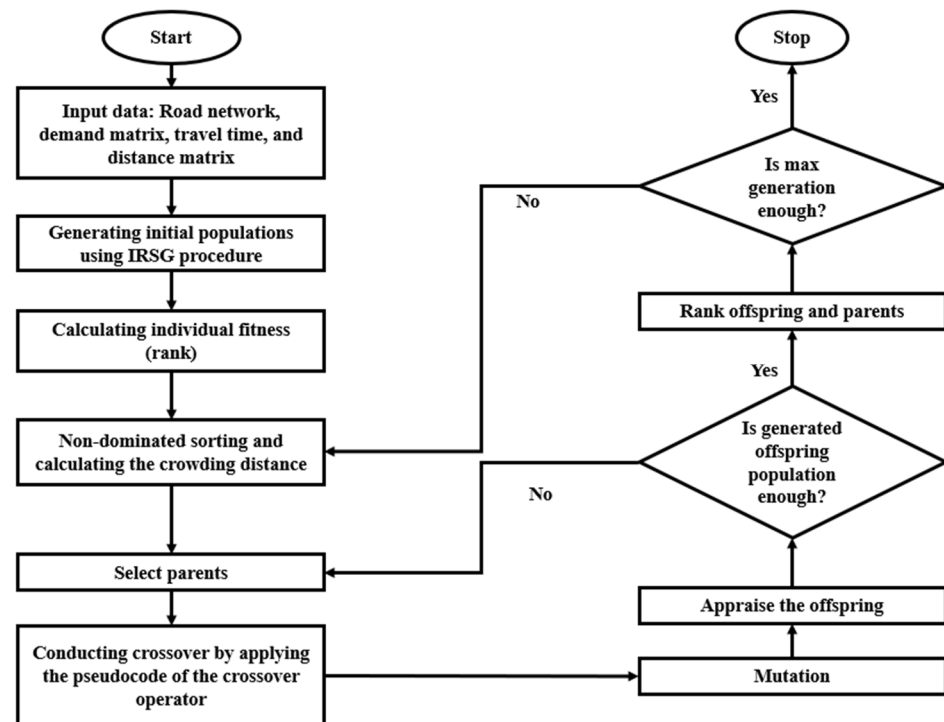 Start
Input data: Road network,
demand matrix, travel time, and
distance matrix
Generating initial populations
using IRSG procedure
Calculating individual fitness
(rank)
Non-dominated sorting and
calculating the crowding distance
Select parents
Conducting crossover by applying
the pseudocode of the crossover
operator
Mutation
Appraise the offspring
Is generated
offspring
population
enough?
No
Yes
Rank offspring and parents
Is max
generation
enough?
No
Yes
Stop